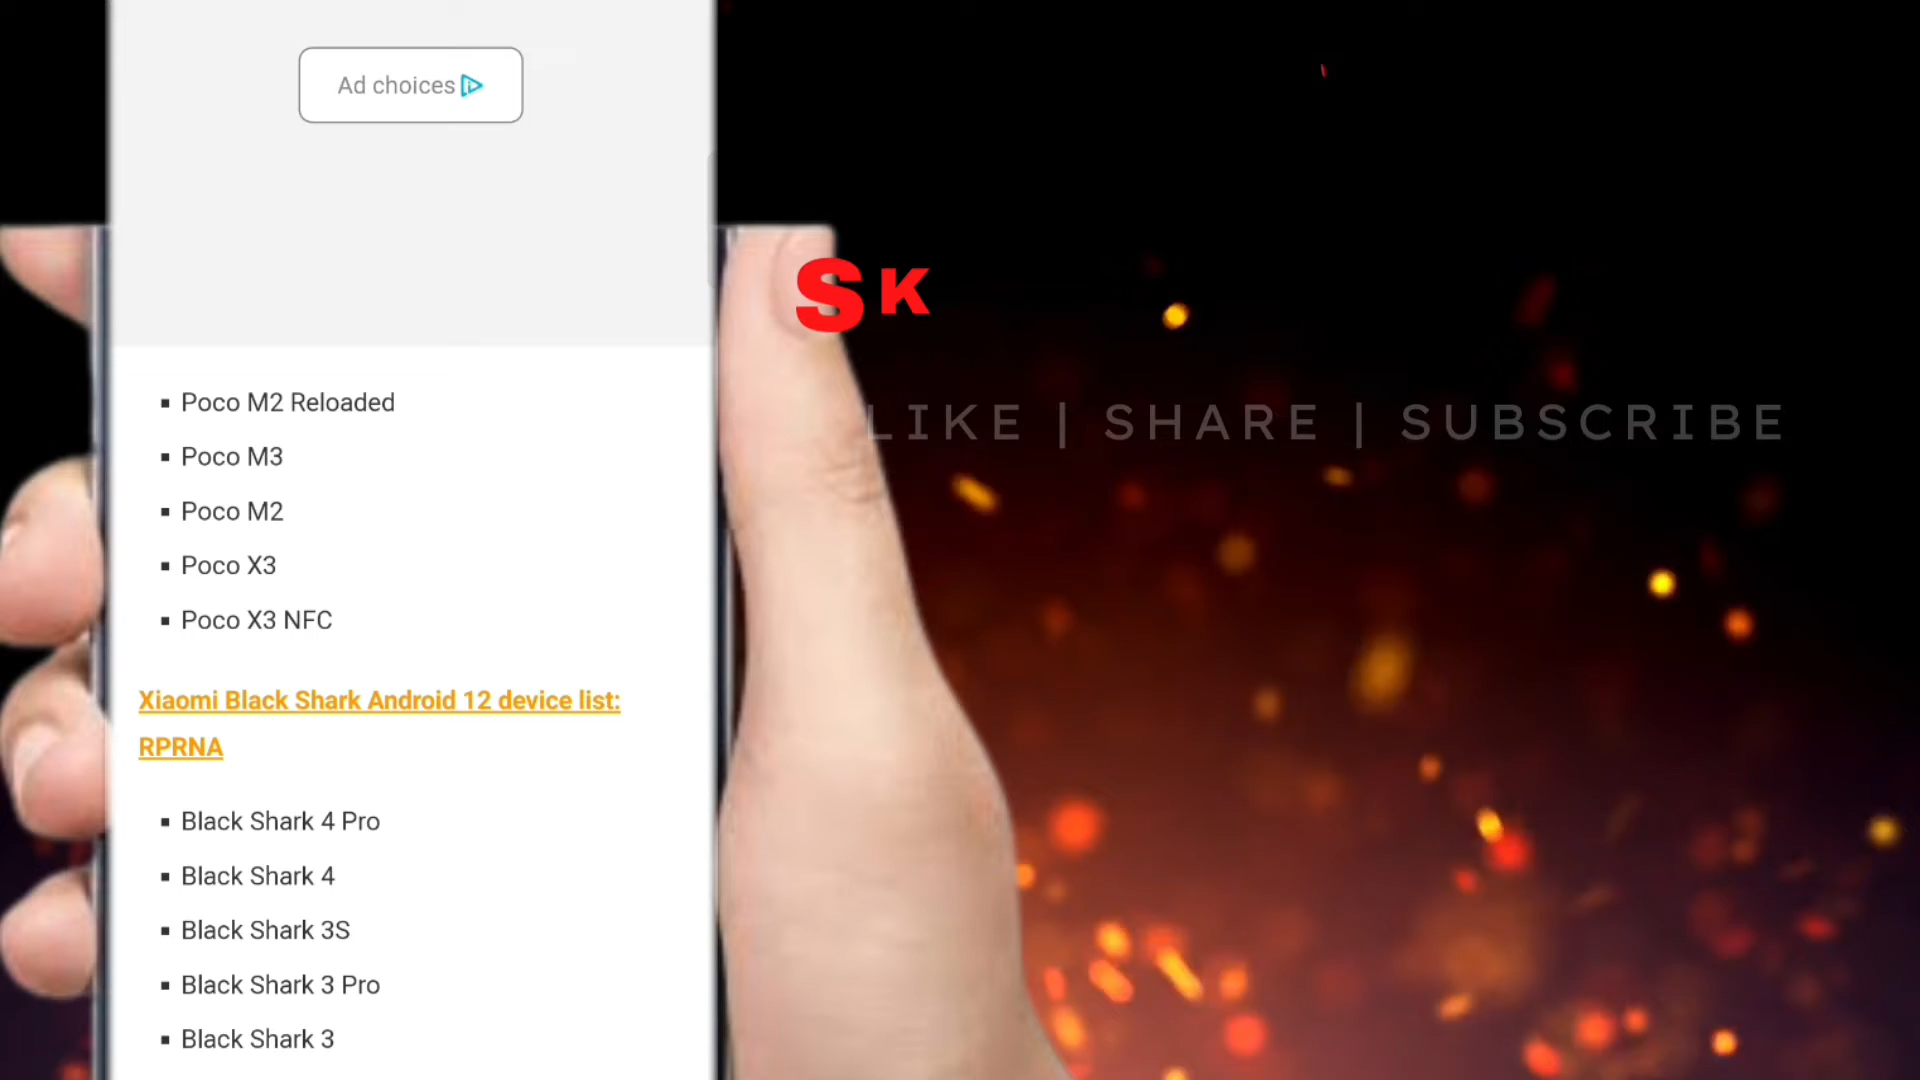 Ad choices
Poco M2 Reloaded
Poco M3
Poco M2
Poco X3
Poco X3 NFC
Xiaomi Black Shark Android 12 device list:
RPRNA
Black Shark 4 Pro
Black Shark 4
Black Shark 3S
Black Shark 3 Pro
Black Shark 3
SK
LIKE | SHARE | SUBSCRIBE